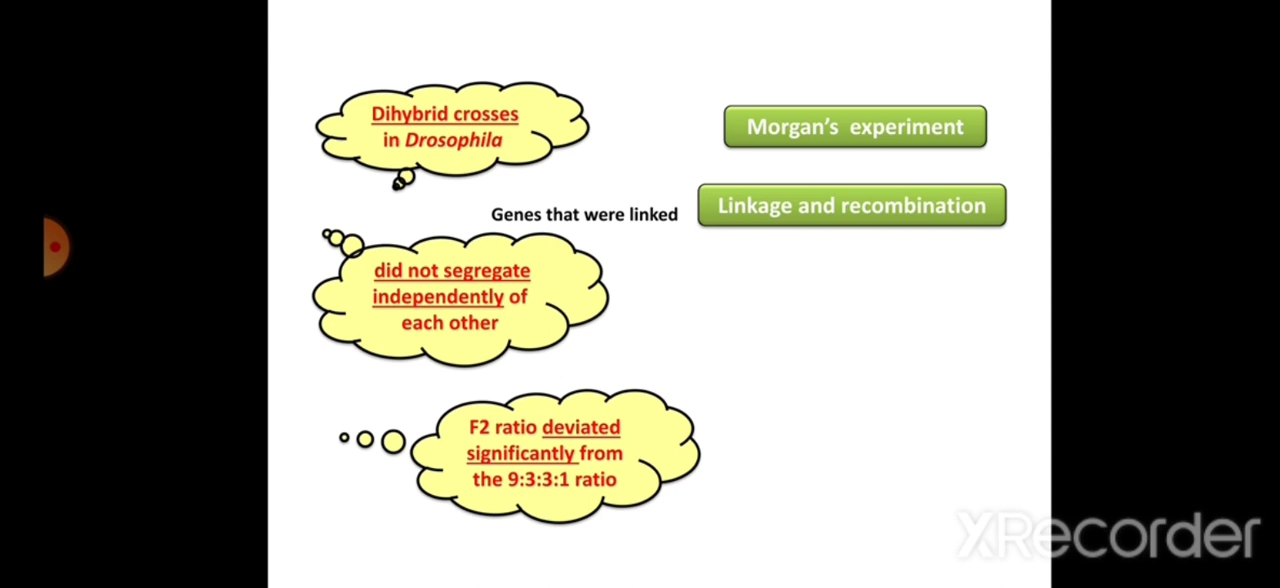 Dihybrid crosses
in Drosophila
Morgan's experiment
Linkage and recombination
Genes that were linked
did not segregate
independently of
each other
F2 ratio deviated
significantly from
the 9:3:3:1 ratio
XRecorder